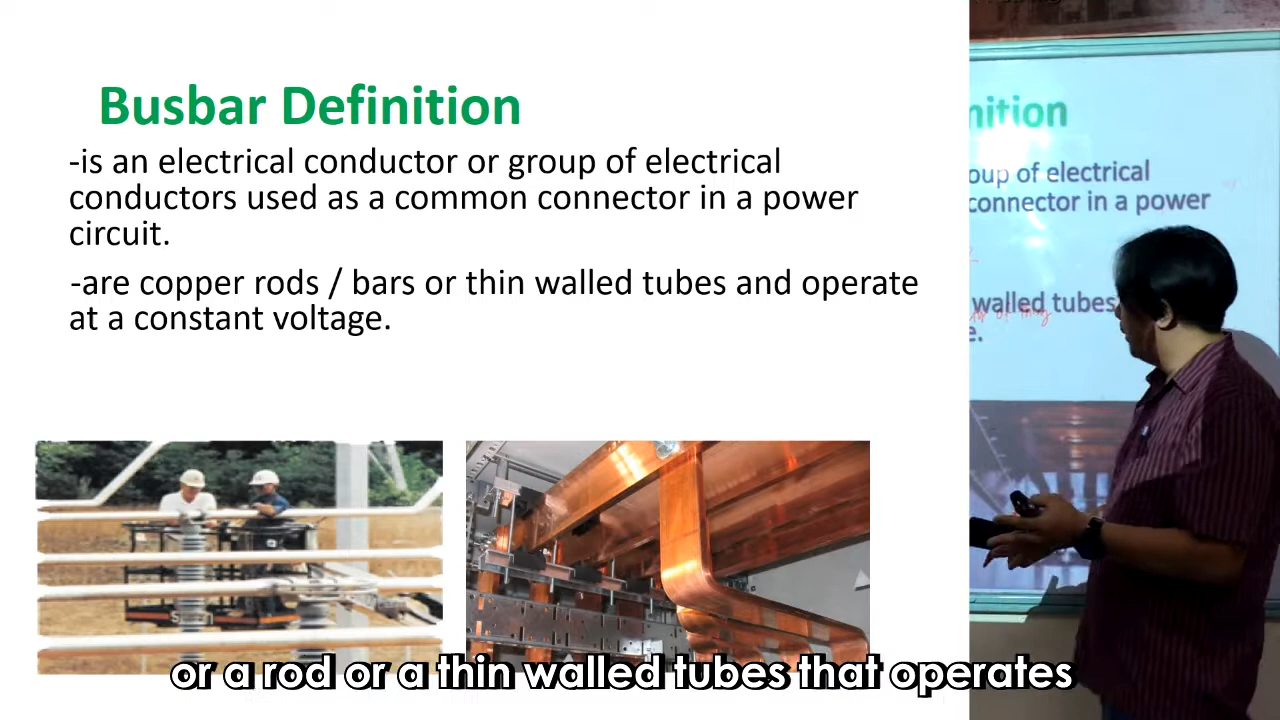 Busbar Definition
-is an electrical conductor or group of electrical
conductors used as a common connector in a power
circuit.
-are copper rods / bars or thin walled tubes and operate
at a constant voltage.
nition
oup of electrical
connector in a power
walled tubes
e.
or a rod or a thin walled tubes that operates